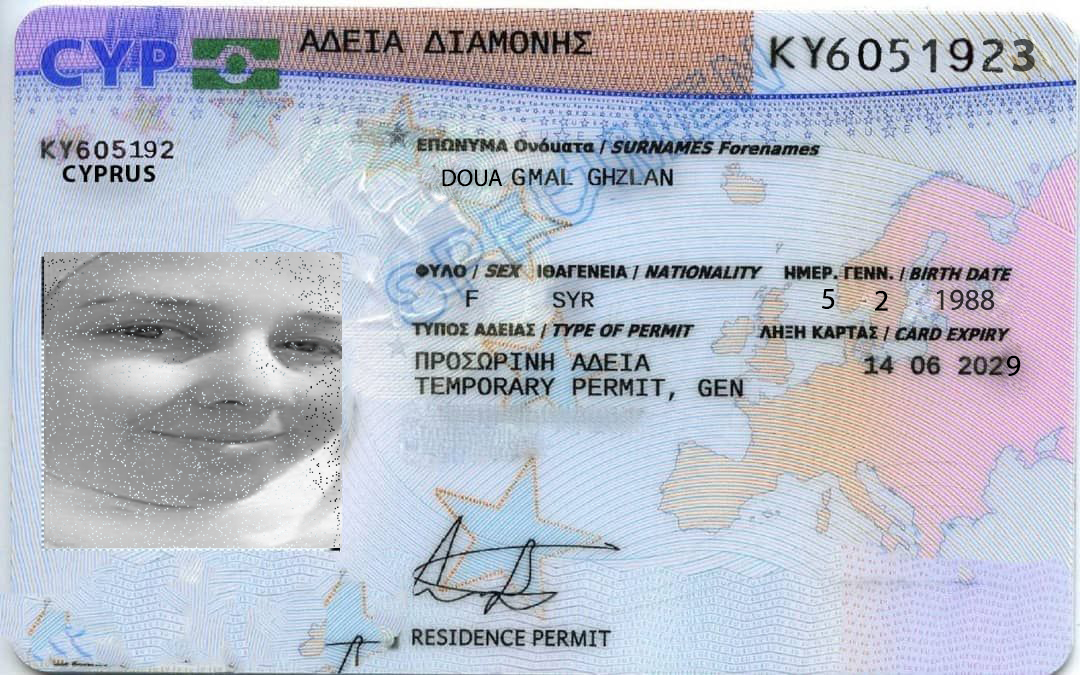 CYP
ΑΔΕΙΑ ΔΙΑΜΟΝΗΣ
KY6051923
KY605192
CYPRUS
ΕΠΩΝΥΜΑ Ονόματα / SURNAMES Forenames
DOUA GMAL GHZLAN
SPECIMEN
ΦΥΛΟ / SEX ΙΘΑΓΕΝΕΙΑ / NATIONALITY ΗΜΕΡ. ΓΕΝΝ. / BIRTH DATE
F SYR 5 2 1988
ΤΥΠΟΣ ΑΔΕΙΑΣ / TYPE OF PERMIT ΛΗΞΗ ΚΑΡΤΑΣ / CARD EXPIRY
ΠΡΟΣΩΡΙΝΗ ΑΔΕΙΑ 14 06 2029
TEMPORARY PERMIT, GEN
RESIDENCE PERMIT